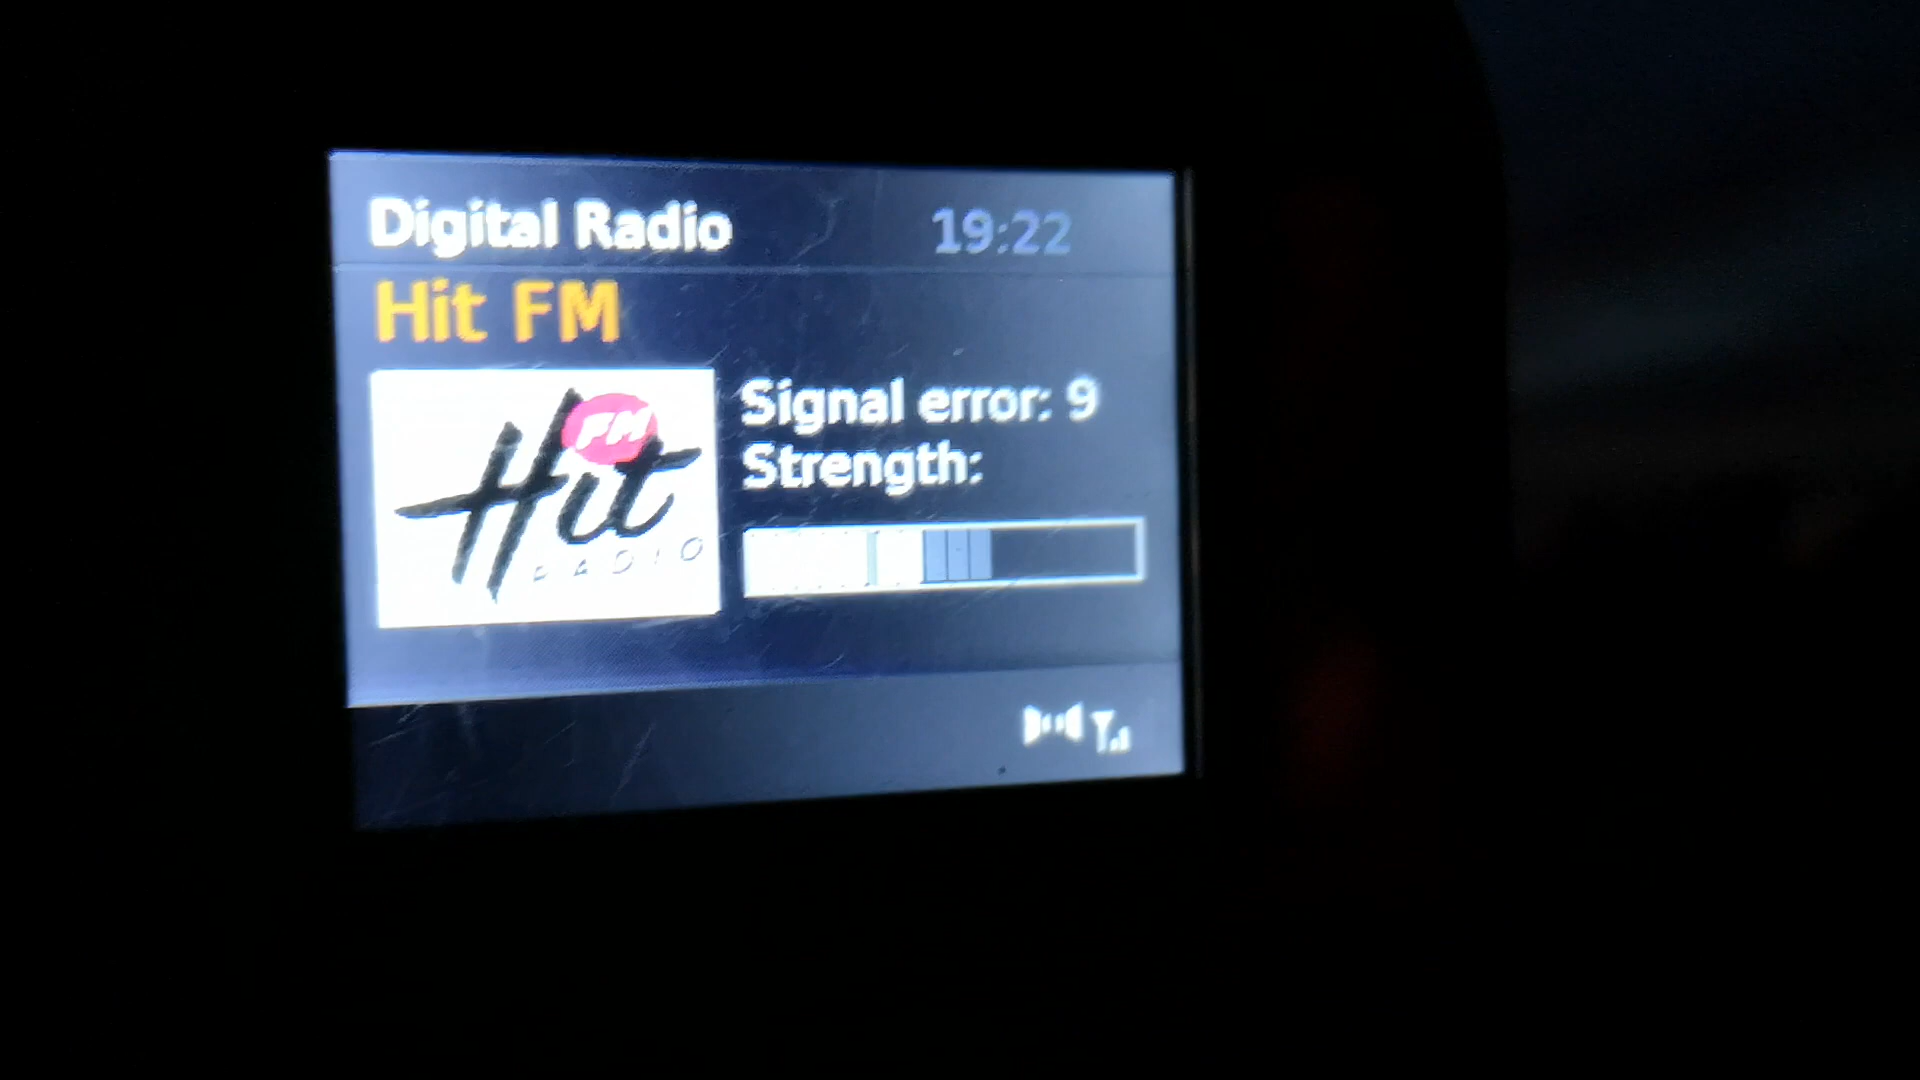 Digital Radio 19:22
Hit FM
FM
Hit
RADIO
Signal error: 9
Strength: